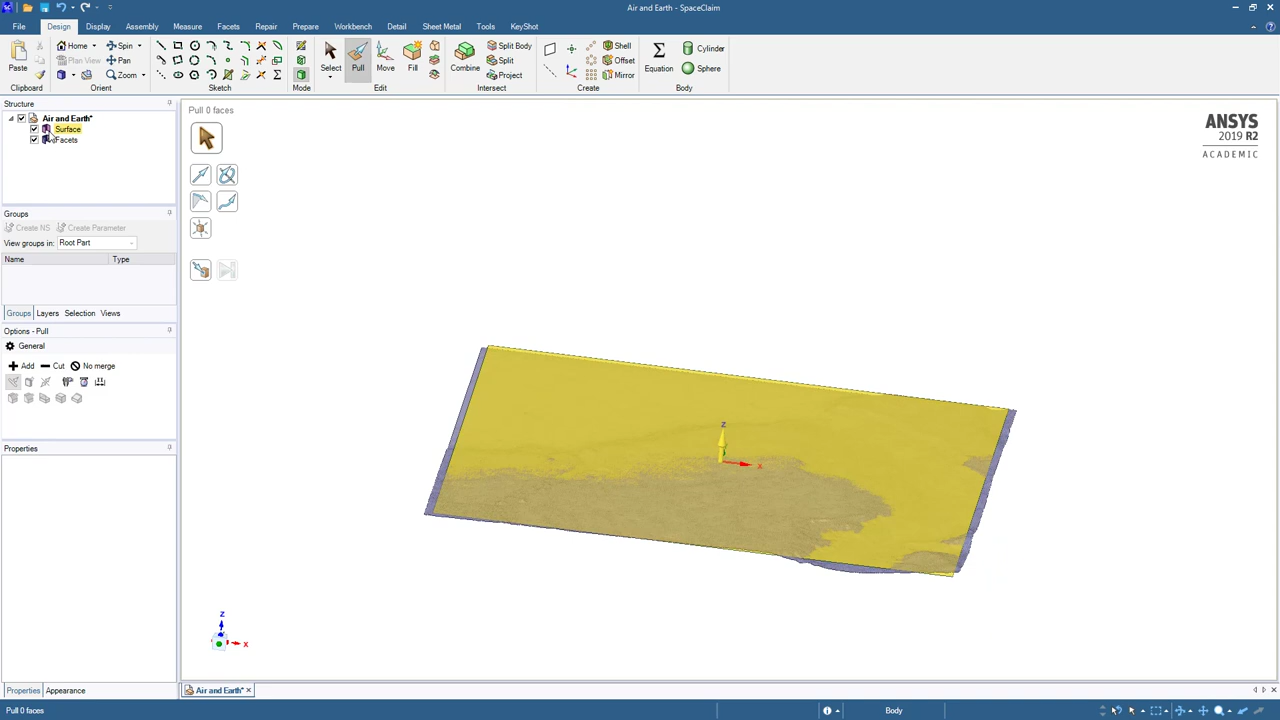 Air and Earth* - SpaceClaim
File Design Display Assembly Measure Facets Repair Prepare Workbench Detail Sheet Metal Tools KeyShot
Paste
Home Spin
Plan View Pan
Zoom
Select Pull Move Fill
Combine
Split Body
Split
Project
Shell
Offset
Mirror
Equation
Cylinder
Sphere
Clipboard Orient Sketch Mode Edit Intersect Create Body
Structure
Air and Earth*
Surface
Facets
Groups
Create NS Create Parameter
View groups in: Root Part
Name Type
Groups Layers Selection Views
Options - Pull
General
Add Cut No merge
Properties
Properties Appearance
Pull 0 faces
ANSYS
2019 R2
ACADEMIC
z
x
z
x
Air and Earth*
Pull 0 faces
Body